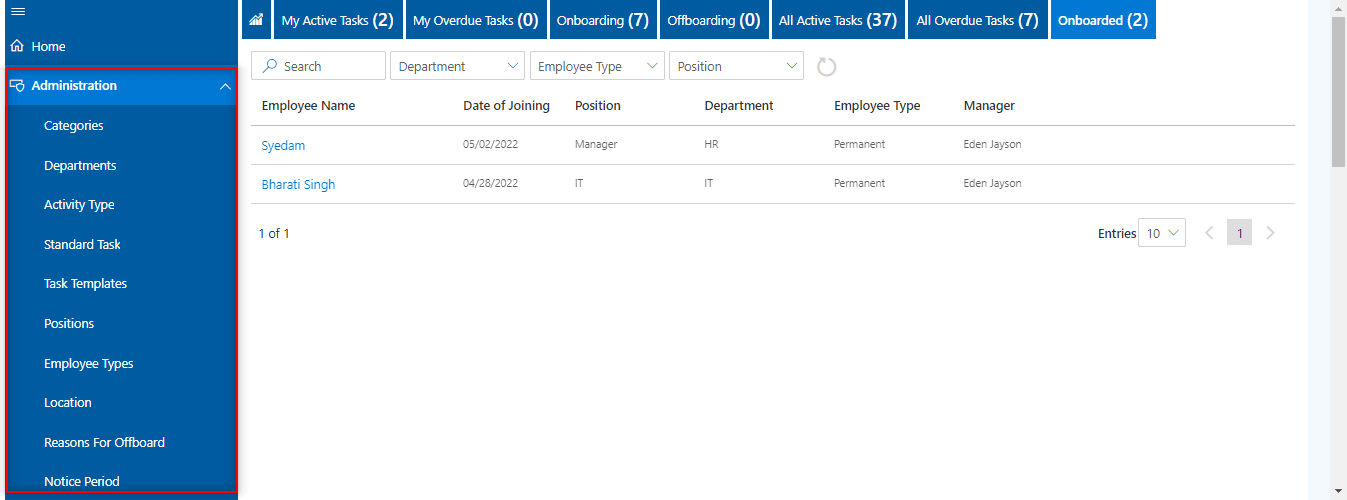 My Active Tasks (2) My Overdue Tasks (0) Onboarding (7) Offboarding (0) All Active Tasks (37) All Overdue Tasks (7) Onboarded (2)
Home
Administration
Categories
Departments
Activity Type
Standard Task
Task Templates
Positions
Employee Types
Location
Reasons For Offboard
Notice Period
Search Department Employee Type Position
Employee Name Date of Joining Position Department Employee Type Manager
Syedam 05/02/2022 Manager HR Permanent Eden Jayson
Bharati Singh 04/28/2022 IT IT Permanent Eden Jayson
1 of 1 Entries 10 1